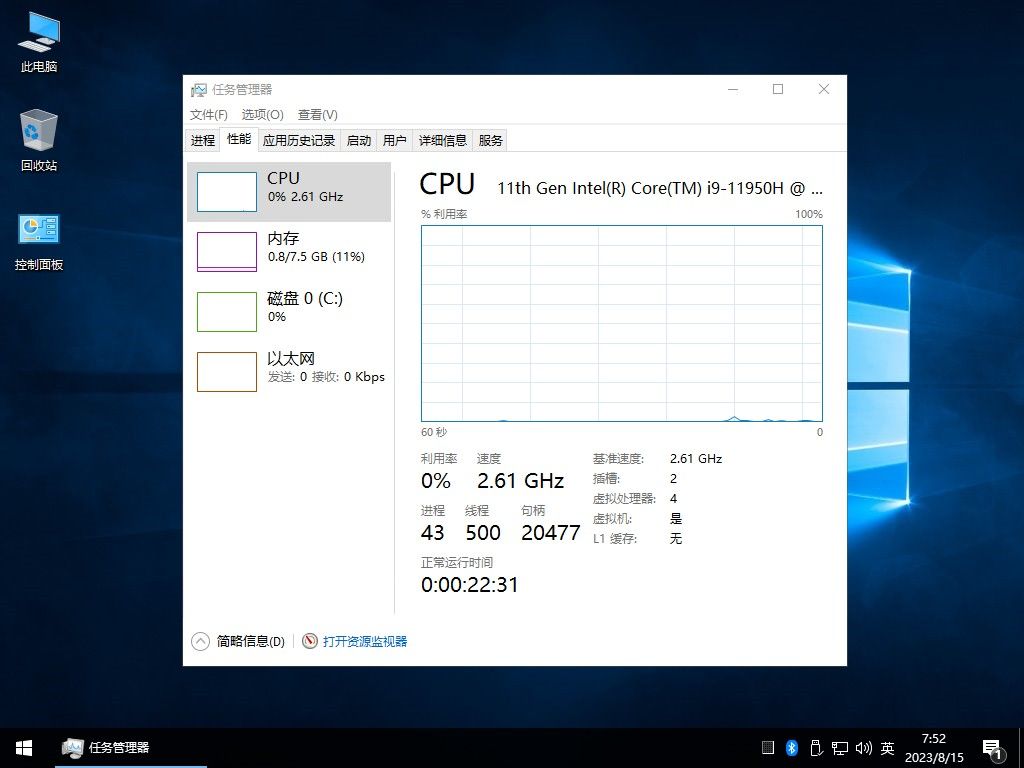 此电脑
回收站
控制面板
任务管理器
文件(F) 选项(O) 查看(V)
进程 性能 应用历史记录 启动 用户 详细信息 服务
CPU
0% 2.61 GHz
内存
0.8/7.5 GB (11%)
磁盘 0 (C:)
0%
以太网
发送: 0 接收: 0 Kbps
CPU 11th Gen Intel(R) Core(TM) i9-11950H @ ...
% 利用率 100%
60 秒 0
利用率 速度
0% 2.61 GHz
进程 线程 句柄
43 500 20477
正常运行时间
0:00:22:31
基准速度: 2.61 GHz
插槽: 2
虚拟处理器: 4
虚拟机: 是
L1 缓存: 无
简略信息(D) 打开资源监视器
任务管理器
英
7:52
2023/8/15
1